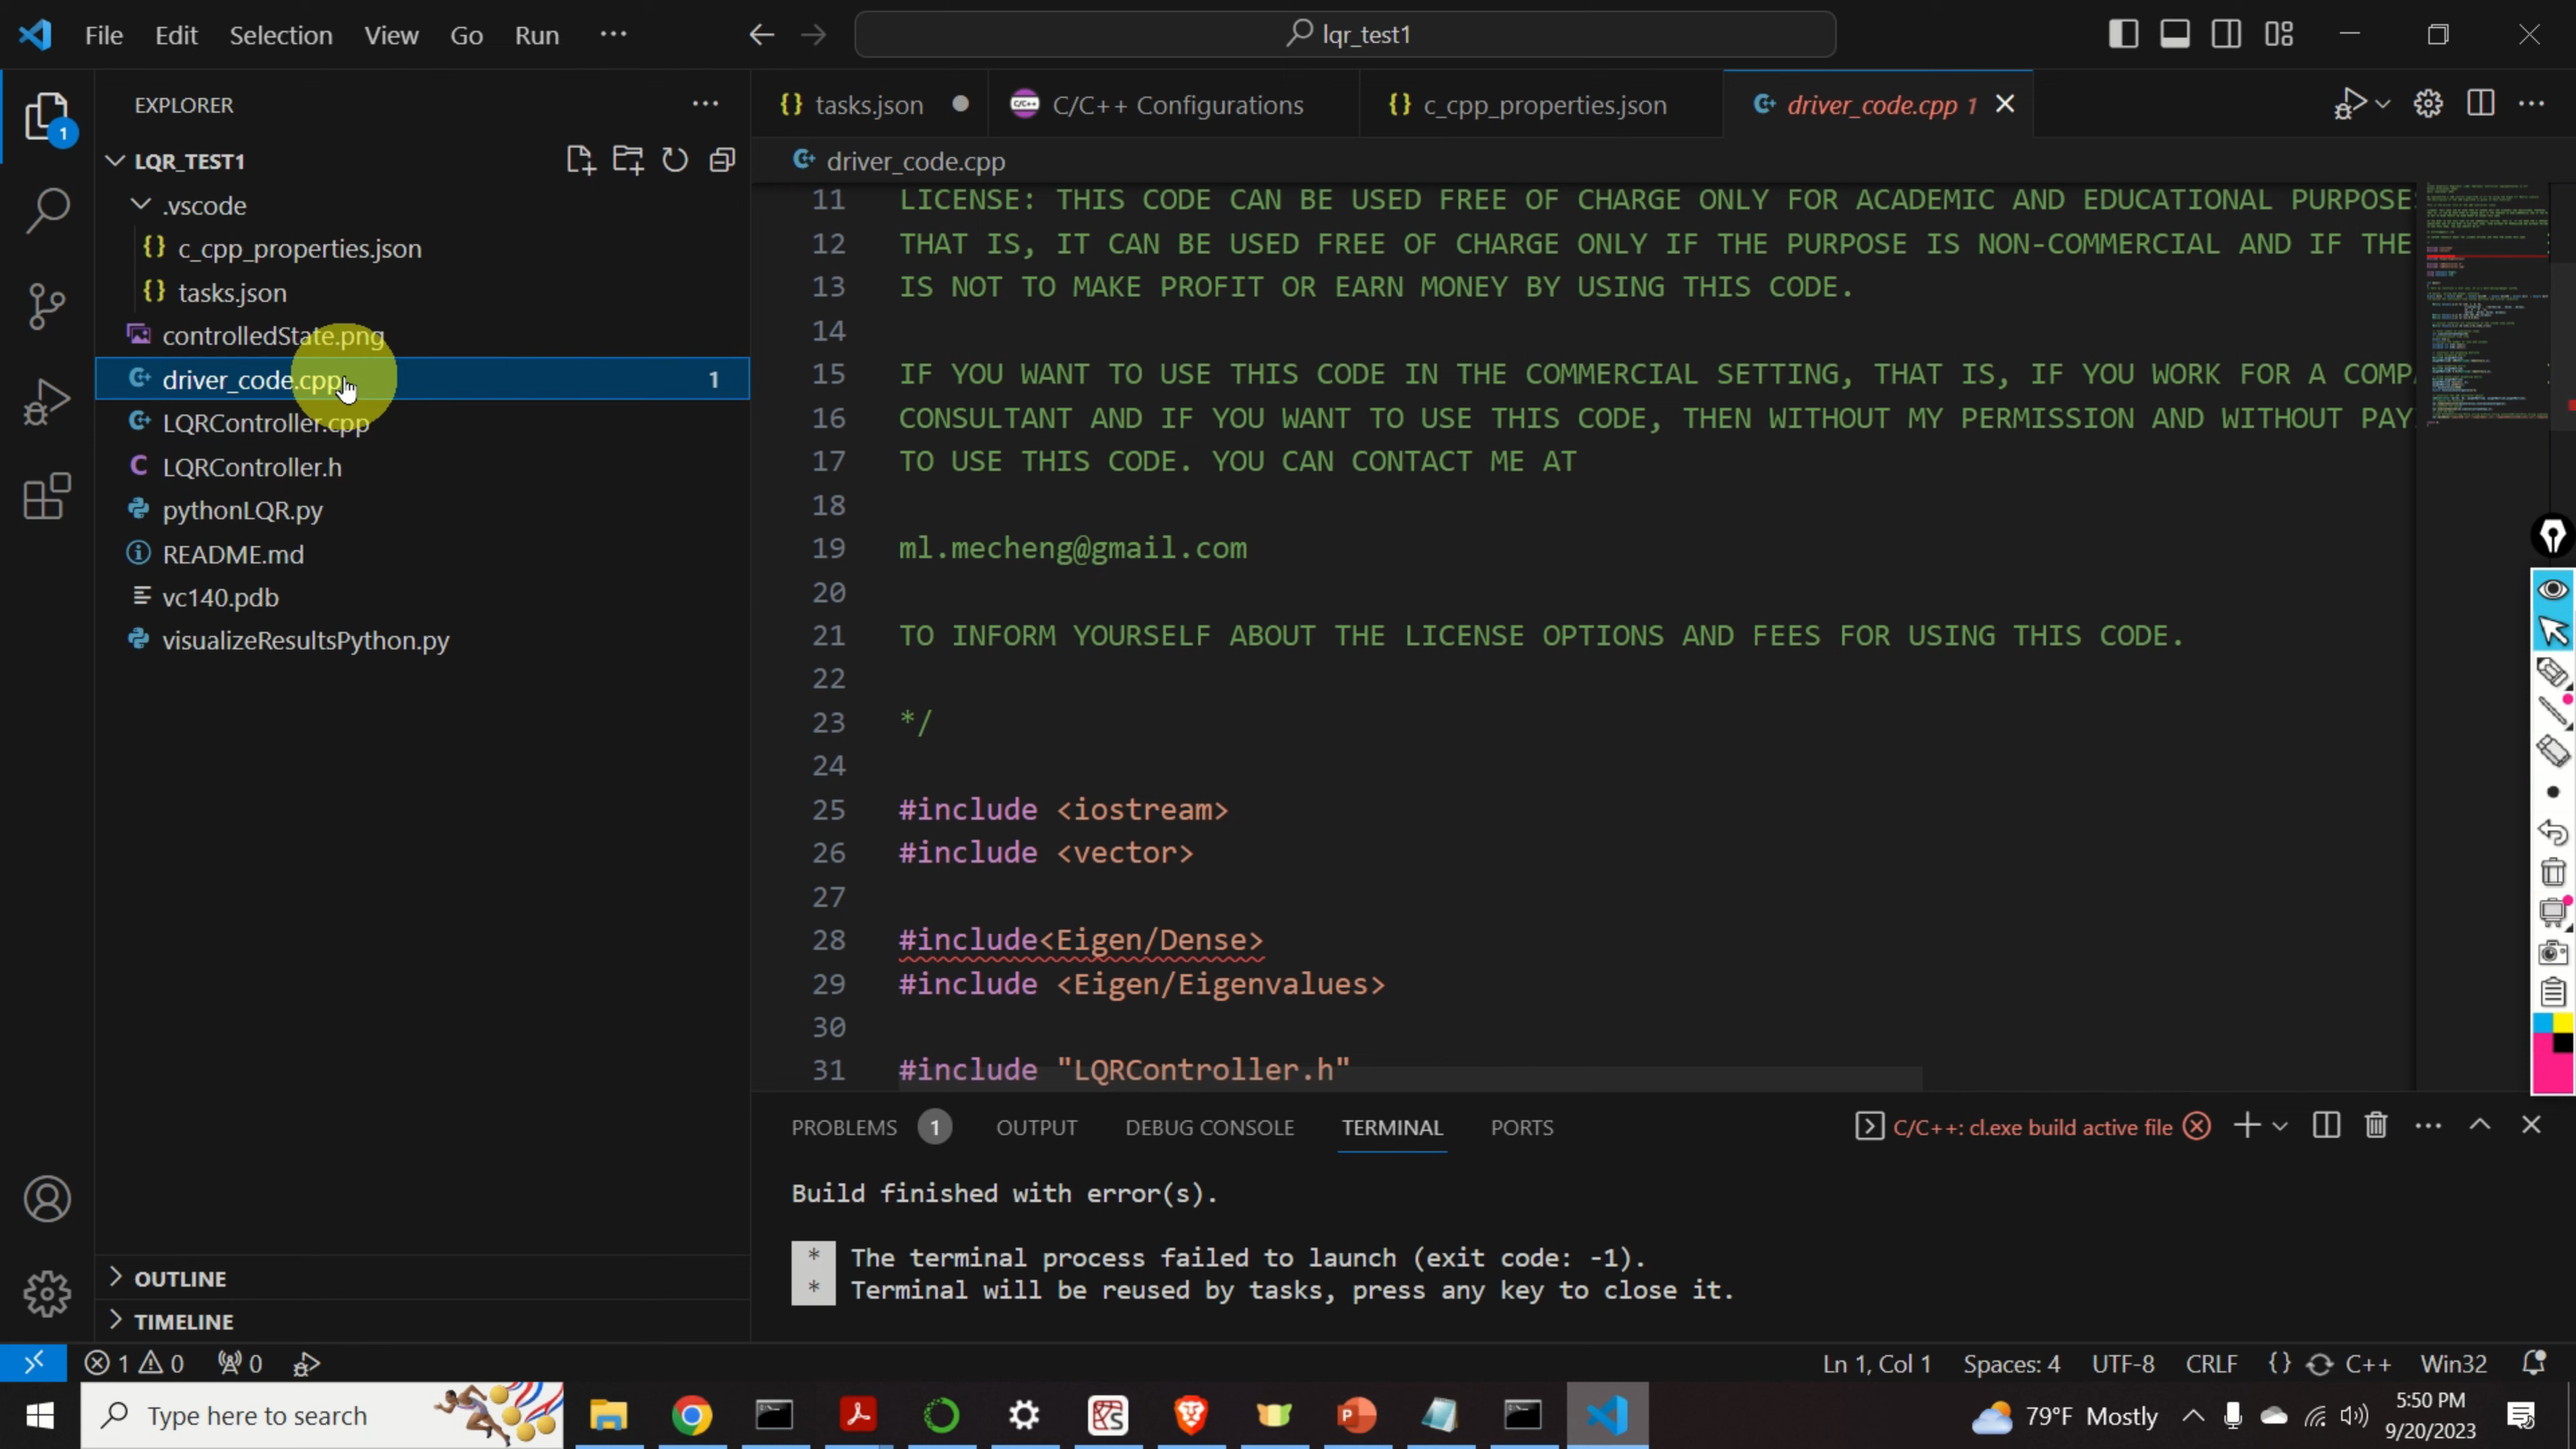 File Edit Selection View Go Run ···
lqr_test1
EXPLORER
tasks.json
C/C++ Configurations
c_cpp_properties.json
driver_code.cpp 1
LQR_TEST1
driver_code.cpp
.vscode
c_cpp_properties.json
tasks.json
controlledState.png
driver_code.cpp 1
LQRController.cpp
LQRController.h
pythonLQR.py
README.md
vc140.pdb
visualizeResultsPython.py
OUTLINE
TIMELINE
11 LICENSE: THIS CODE CAN BE USED FREE OF CHARGE ONLY FOR ACADEMIC AND EDUCATIONAL PURPOSES
12 THAT IS, IT CAN BE USED FREE OF CHARGE ONLY IF THE PURPOSE IS NON-COMMERCIAL AND IF THE
13 IS NOT TO MAKE PROFIT OR EARN MONEY BY USING THIS CODE.
14
15 IF YOU WANT TO USE THIS CODE IN THE COMMERCIAL SETTING, THAT IS, IF YOU WORK FOR A COMP
16 CONSULTANT AND IF YOU WANT TO USE THIS CODE, THEN WITHOUT MY PERMISSION AND WITHOUT PAY
17 TO USE THIS CODE. YOU CAN CONTACT ME AT
18
19 ml.mecheng@gmail.com
20
21 TO INFORM YOURSELF ABOUT THE LICENSE OPTIONS AND FEES FOR USING THIS CODE.
22
23 */
24
25 #include <iostream>
26 #include <vector>
27
28 #include<Eigen/Dense>
29 #include <Eigen/Eigenvalues>
30
31 #include "LQRController.h"
PROBLEMS 1 OUTPUT DEBUG CONSOLE TERMINAL PORTS
C/C++: cl.exe build active file
Build finished with error(s).
* The terminal process failed to launch (exit code: -1).
* Terminal will be reused by tasks, press any key to close it.
1 0 0
Ln 1, Col 1 Spaces: 4 UTF-8 CRLF {} C++ Win32
Type here to search
79°F Mostly
5:50 PM
9/20/2023